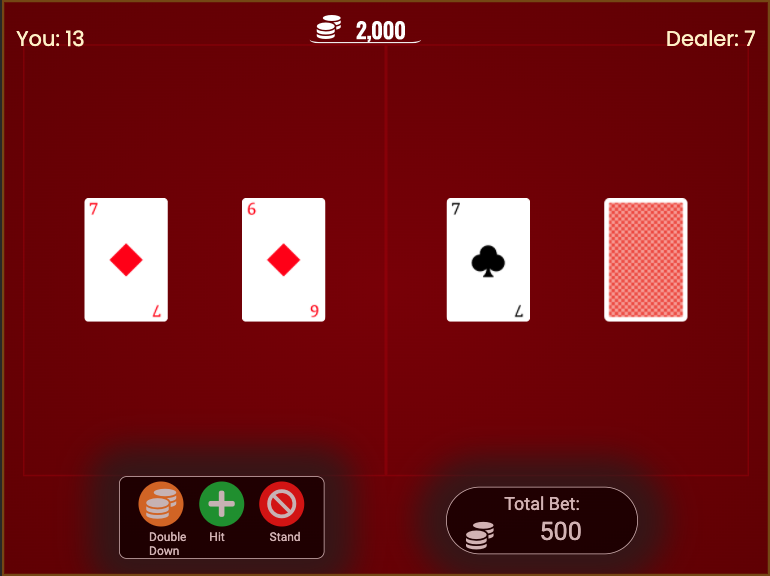 You: 13
2,000
Dealer: 7
7
7
6
6
7
7
Double
Down
Hit
Stand
Total Bet:
500